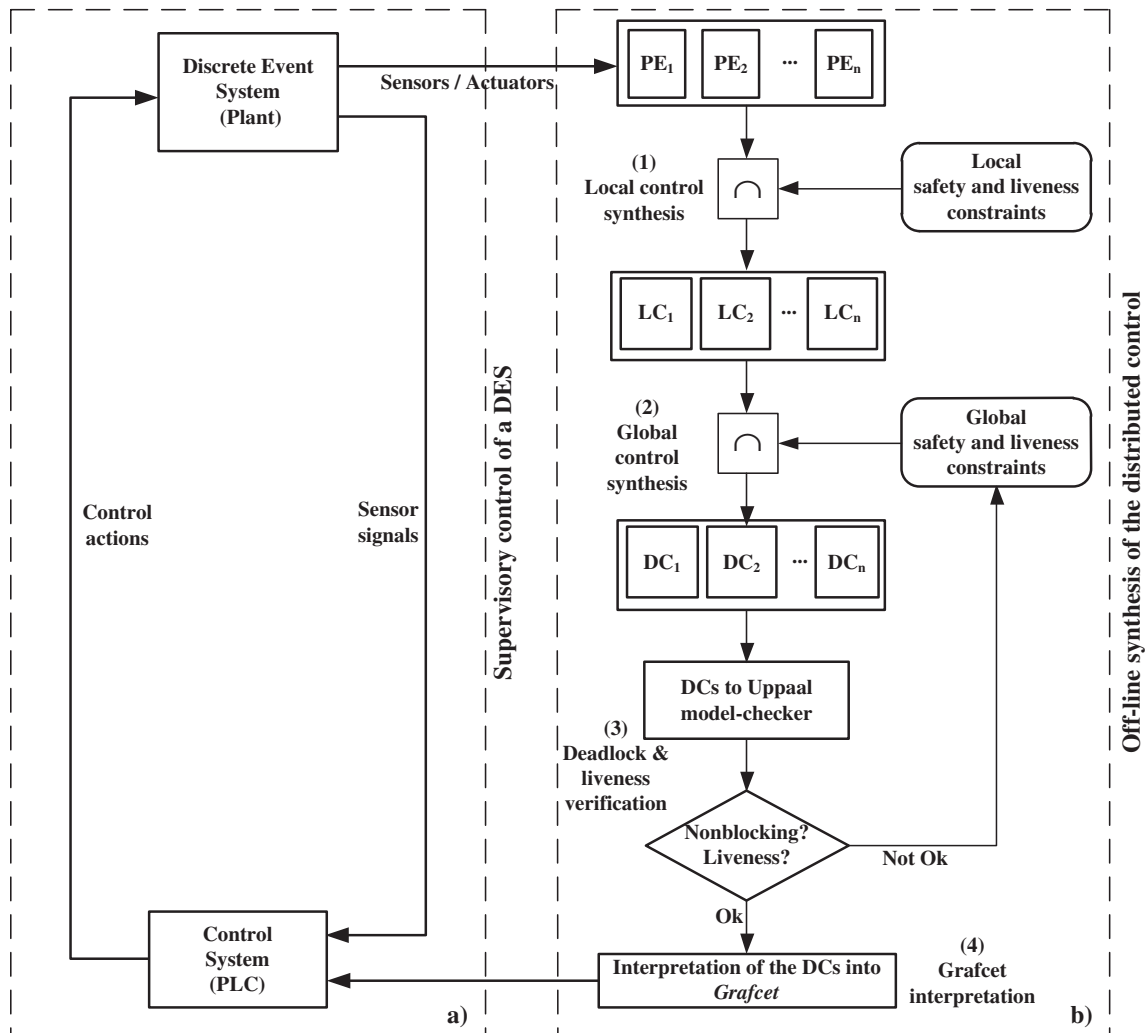 Discrete Event
System
(Plant)
Sensors / Actuators
Control
actions
Sensor
signals
Control
System
(PLC)
a)
Supervisory control of a DES
PE1 PE2 ... PEn
(1)
Local control
synthesis
∩
Local
safety and liveness
constraints
LC1 LC2 ... LCn
(2)
Global
control
synthesis
∩
Global
safety and liveness
constraints
DC1 DC2 ... DCn
DCs to Uppaal
model-checker
(3)
Deadlock &
liveness
verification
Nonblocking?
Liveness?
Not Ok
Ok
Interpretation of the DCs into
Grafcet
(4)
Grafcet
interpretation
b)
Off-line synthesis of the distributed control